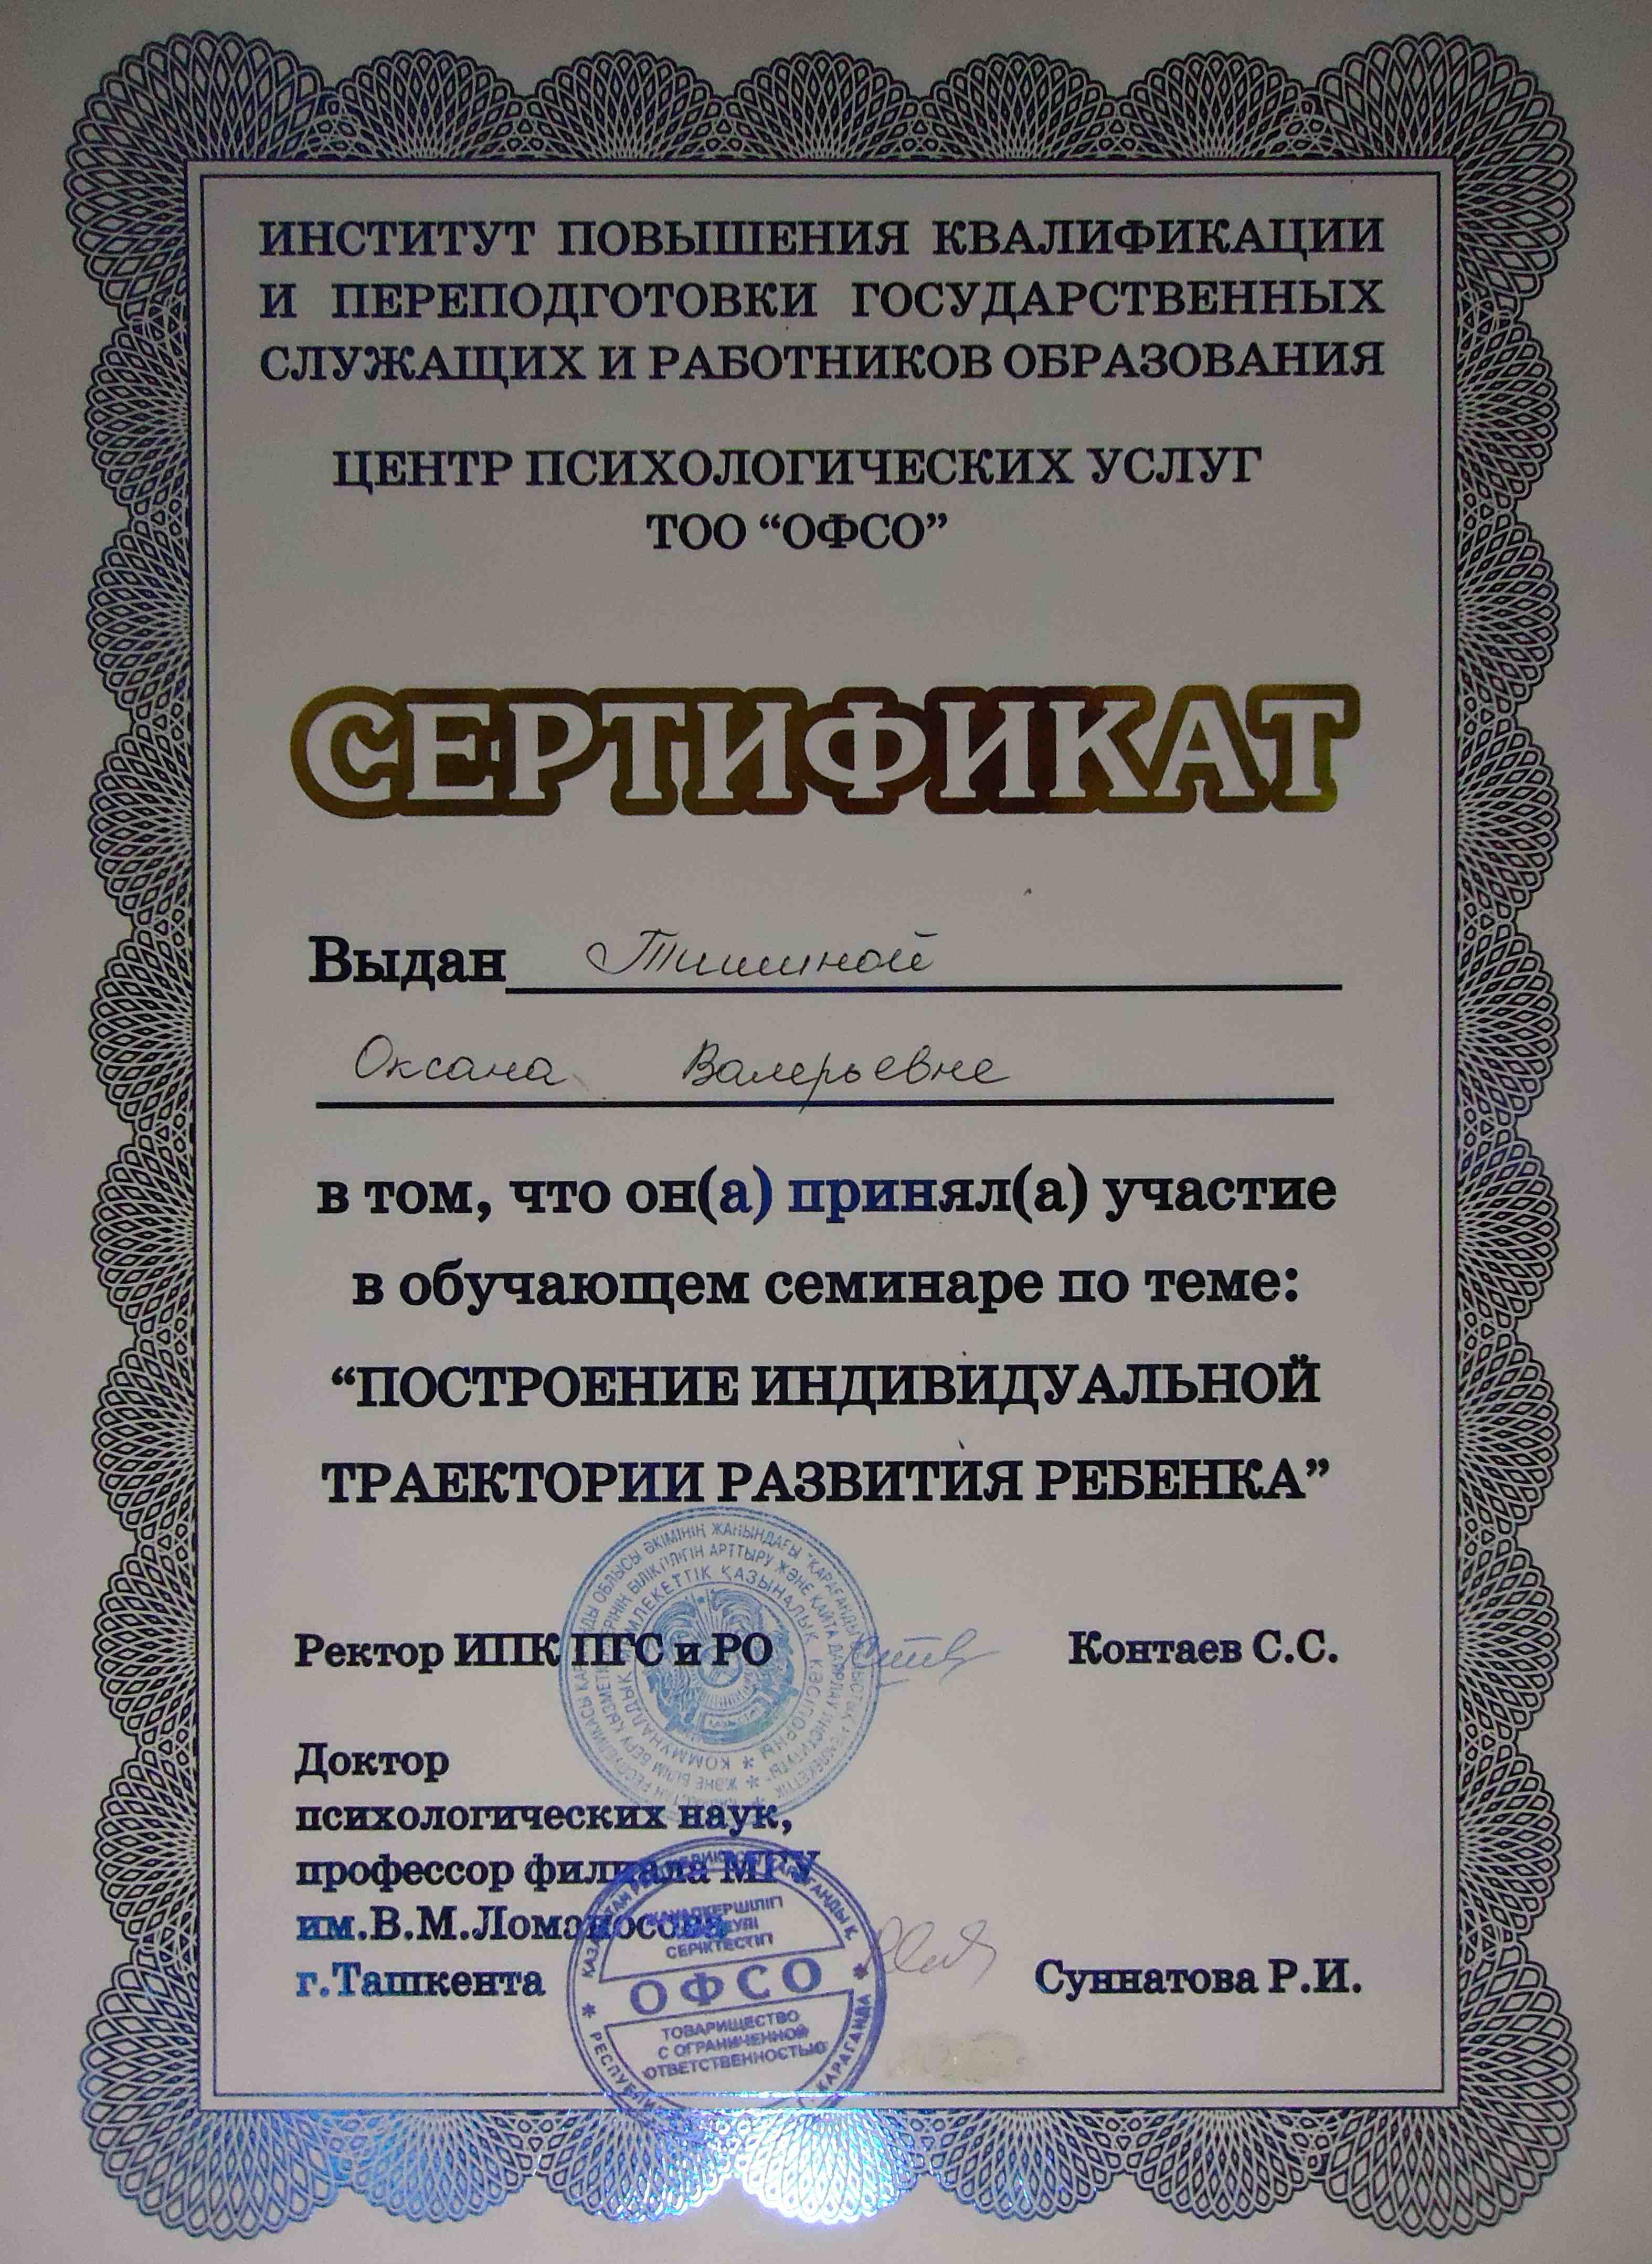 ИНСТИТУТ ПОВЫШЕНИЯ КВАЛИФИКАЦИИ
И ПЕРЕПОДГОТОВКИ ГОСУДАРСТВЕННЫХ
СЛУЖАЩИХ И РАБОТНИКОВ ОБРАЗОВАНИЯ
ЦЕНТР ПСИХОЛОГИЧЕСКИХ УСЛУГ
ТОО “ОФСО”
СЕРТИФИКАТ
Выдан Тишиной
Оксана Валерьевне
в том, что он(а) принял(а) участие
в обучающем семинаре по теме:
“ПОСТРОЕНИЕ ИНДИВИДУАЛЬНОЙ
ТРАЕКТОРИИ РАЗВИТИЯ РЕБЕНКА”
Ректор ИПК ПГС и РО Контаев С.С.
Доктор
психологических наук,
профессор филиала МГУ
им.В.М.Ломоносова
г.Ташкента Суннатова Р.И.
СЕРІКТЕСТІГІ
ОФСО
ТОВАРИЩЕСТВО
С ОГРАНИЧЕННОЙ
ОТВЕТСТВЕННОСТЬЮ